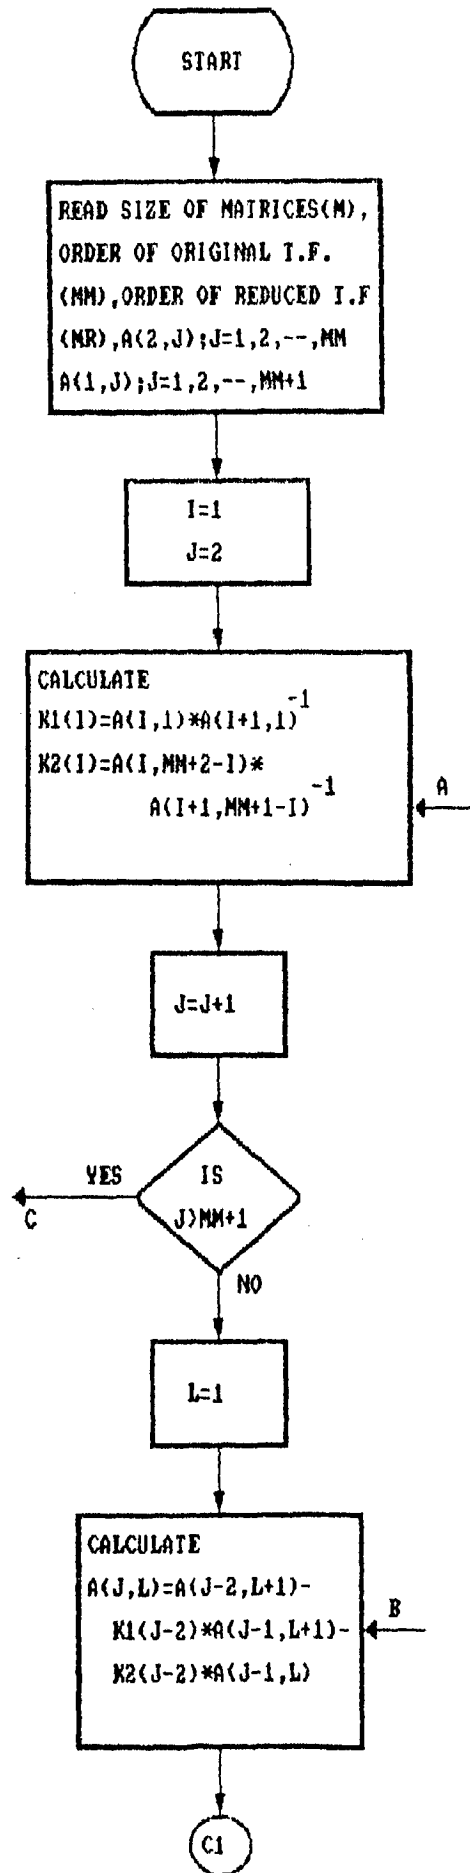 START
READ SIZE OF MATRICES(M),
ORDER OF ORIGINAL T.F.
(MM),ORDER OF REDUCED T.F
(MR),A(2,J);J=1,2,--,MM
A(1,J);J=1,2,--,MM+1
I=1
J=2
CALCULATE
K1(I)=A(I,1)*A(I+1,1)-1
K2(I)=A(I,MM+2-I)*
A(I+1,MM+1-I)-1
A
J=J+1
YES
IS
C
J>MM+1
NO
L=1
CALCULATE
A(J,L)=A(J-2,L+1)-
B
K1(J-2)*A(J-1,L+1)-
K2(J-2)*A(J-1,L)
C1